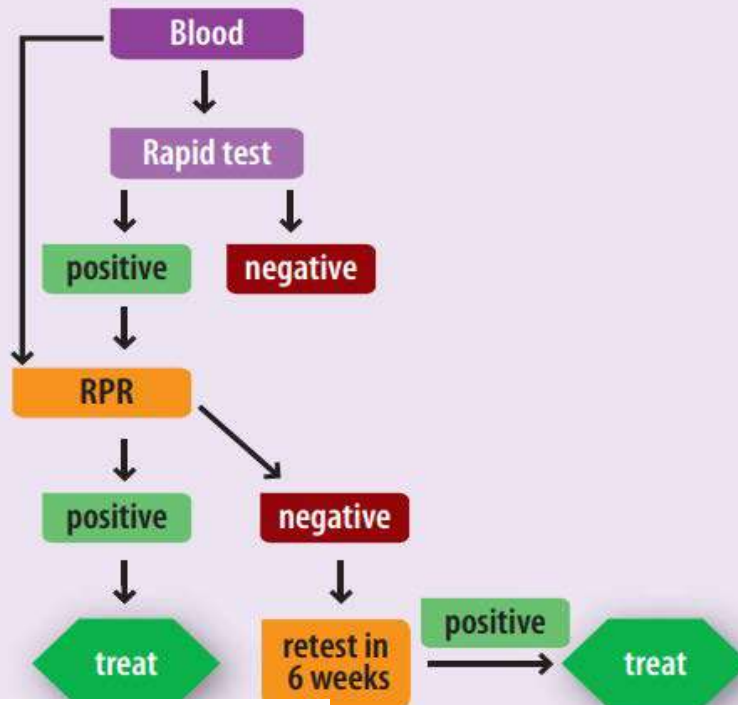 Blood
Rapid test
positive
negative
RPR
positive
negative
treat
retest in
6 weeks
positive
treat